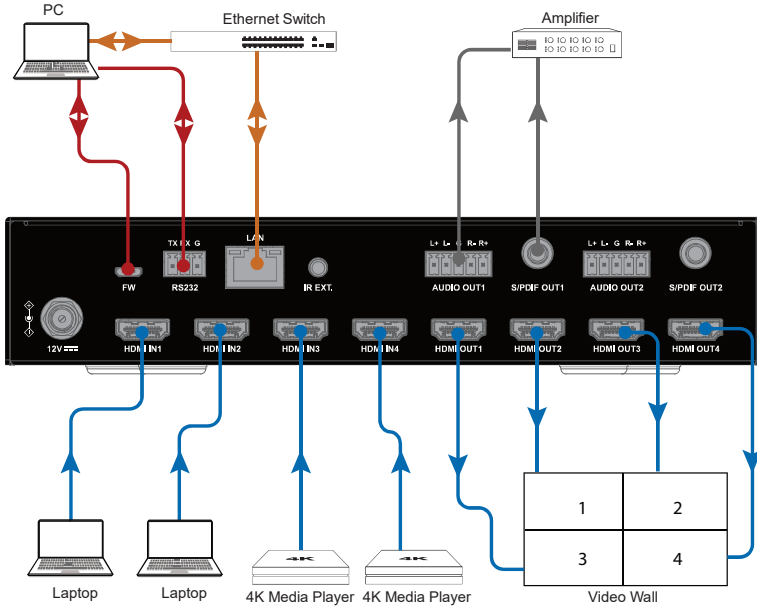 PC
Ethernet Switch
Amplifier
TX RX G
LAN
L+ L- G R- R+
L+ L- G R- R+
FW
RS232
IR EXT.
AUDIO OUT1
S/PDIF OUT1
AUDIO OUT2
S/PDIF OUT2
12V
HDMI IN1
HDMI IN2
HDMI IN3
HDMI IN4
HDMI OUT1
HDMI OUT2
HDMI OUT3
HDMI OUT4
1
2
3
4
4K
4K
Laptop
Laptop
4K Media Player
4K Media Player
Video Wall